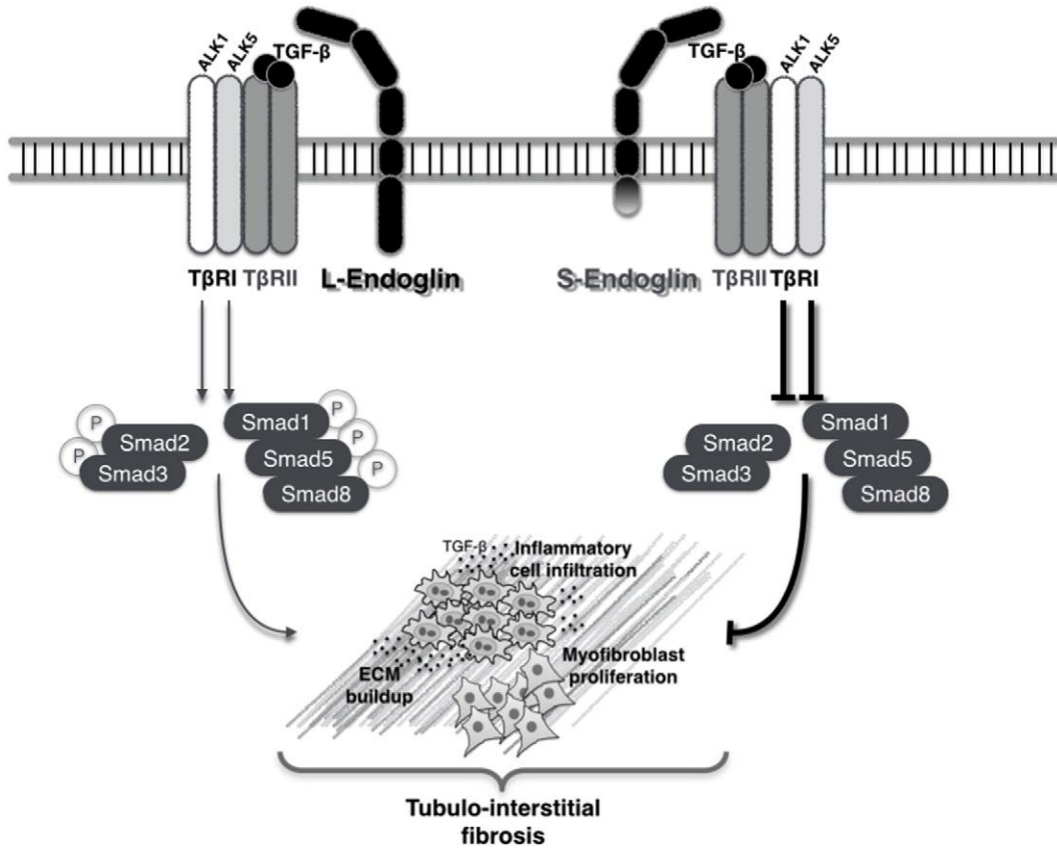 ALK1
ALK5
TGF-β
TGF-β
ALK1
ALK5
TβRI TβRII
L-Endoglin
S-Endoglin
TβRII TβRI
P
P
Smad2
Smad3
P
P
P
Smad1
Smad5
Smad8
Smad2
Smad3
Smad1
Smad5
Smad8
TGF-β
Inflammatory
cell infiltration
ECM
buildup
Myofibroblast
proliferation
Tubulo-interstitial
fibrosis